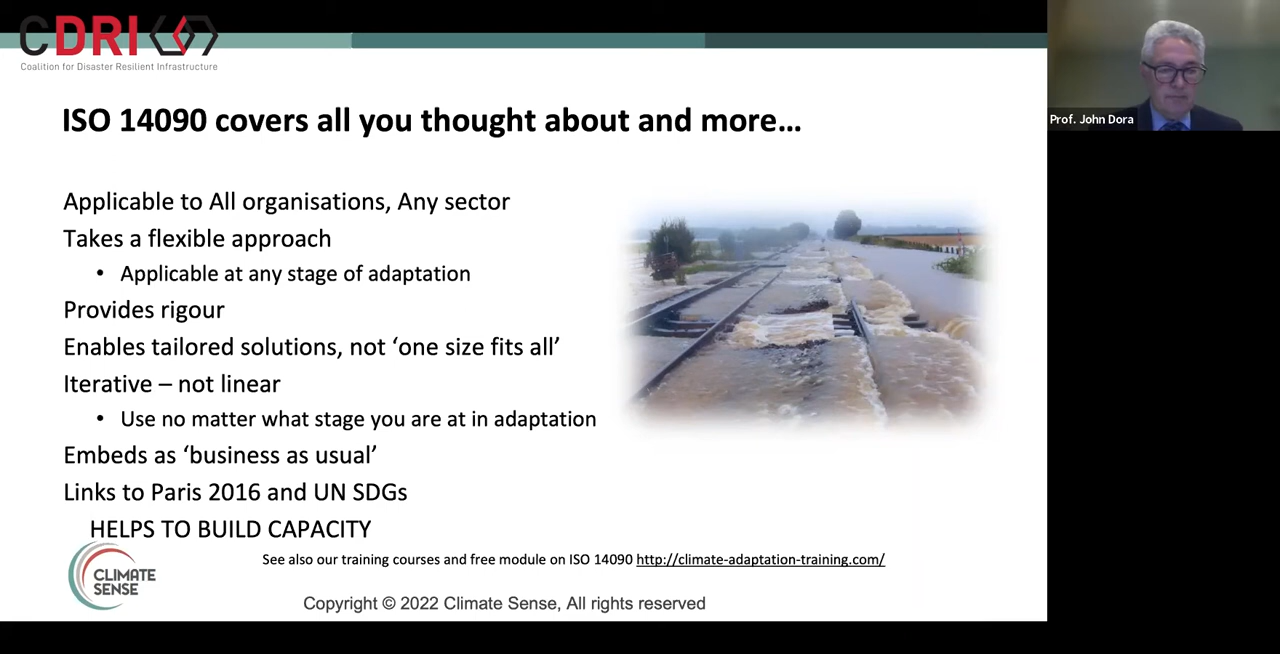 CDRI
Coalition for Disaster Resilient Infrastructure
Prof. John Dora
ISO 14090 covers all you thought about and more...
Applicable to All organisations, Any sector
Takes a flexible approach
• Applicable at any stage of adaptation
Provides rigour
Enables tailored solutions, not ‘one size fits all’
Iterative – not linear
• Use no matter what stage you are at in adaptation
Embeds as ‘business as usual’
Links to Paris 2016 and UN SDGs
HELPS TO BUILD CAPACITY
See also our training courses and free module on ISO 14090 http://climate-adaptation-training.com/
CLIMATE
SENSE
Copyright © 2022 Climate Sense, All rights reserved